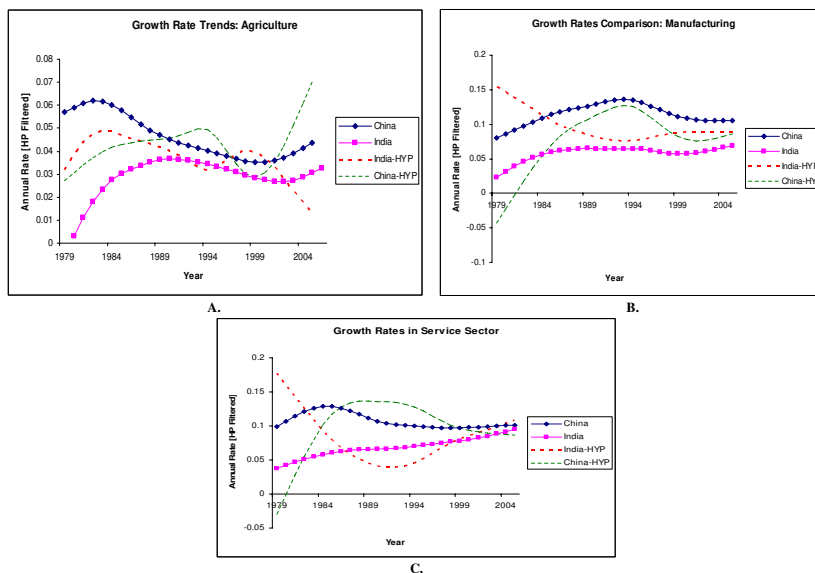 Growth Rate Trends: Agriculture
Annual Rate [HP Filtered]
0.08
0.07
0.06
0.05
0.04
0.03
0.02
0.01
0
1979 1984 1989 1994 1999 2004
Year
China
India
India-HYP
China-HYP
A.
Growth Rates Comparison: Manufacturing
Annual Rate [HP Filtered]
0.2
0.15
0.1
0.05
0
-0.05
-0.1
1979 1984 1989 1994 1999 2004
Year
China
India
India-HYP
China-HYP
B.
Growth Rates in Service Sector
Annual Rate [HP Filtered]
0.2
0.15
0.1
0.05
0
-0.05
1979 1984 1989 1994 1999 2004
Year
China
India
India-HYP
China-HYP
C.